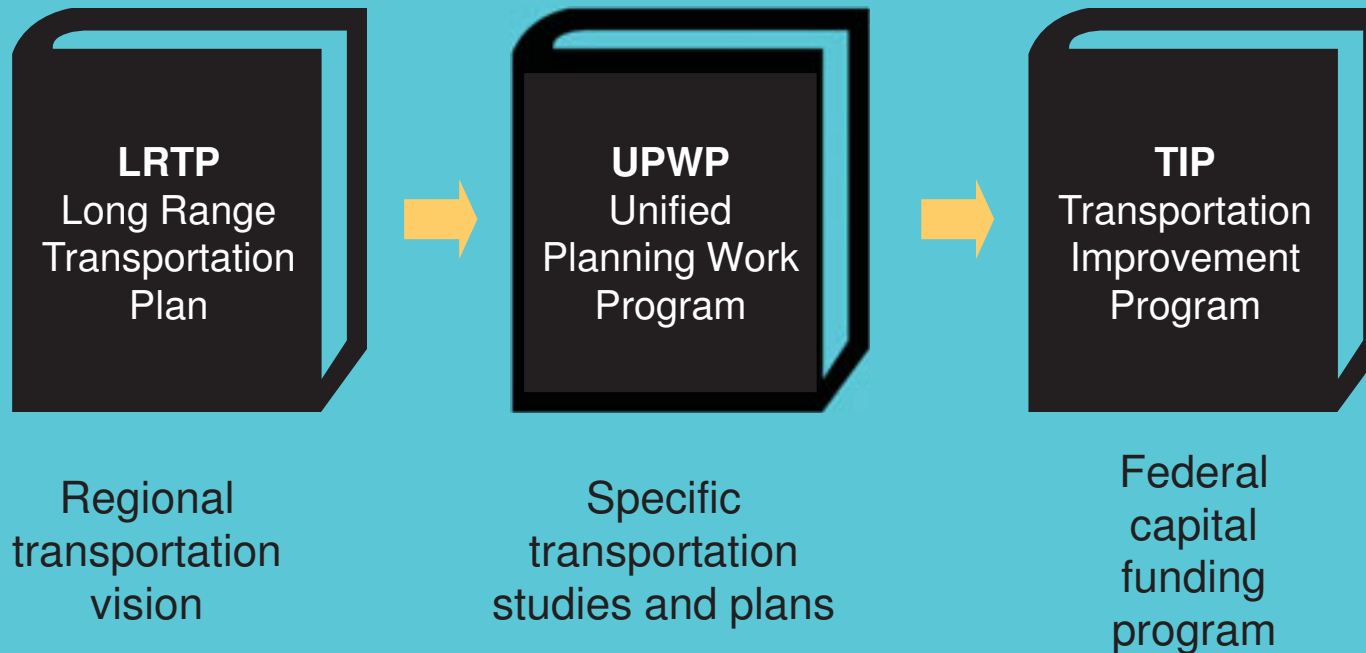 LRTP
Long Range
Transportation
Plan
UPWP
Unified
Planning Work
Program
TIP
Transportation
Improvement
Program
Regional
transportation
vision
Specific
transportation
studies and plans
Federal
capital
funding
program